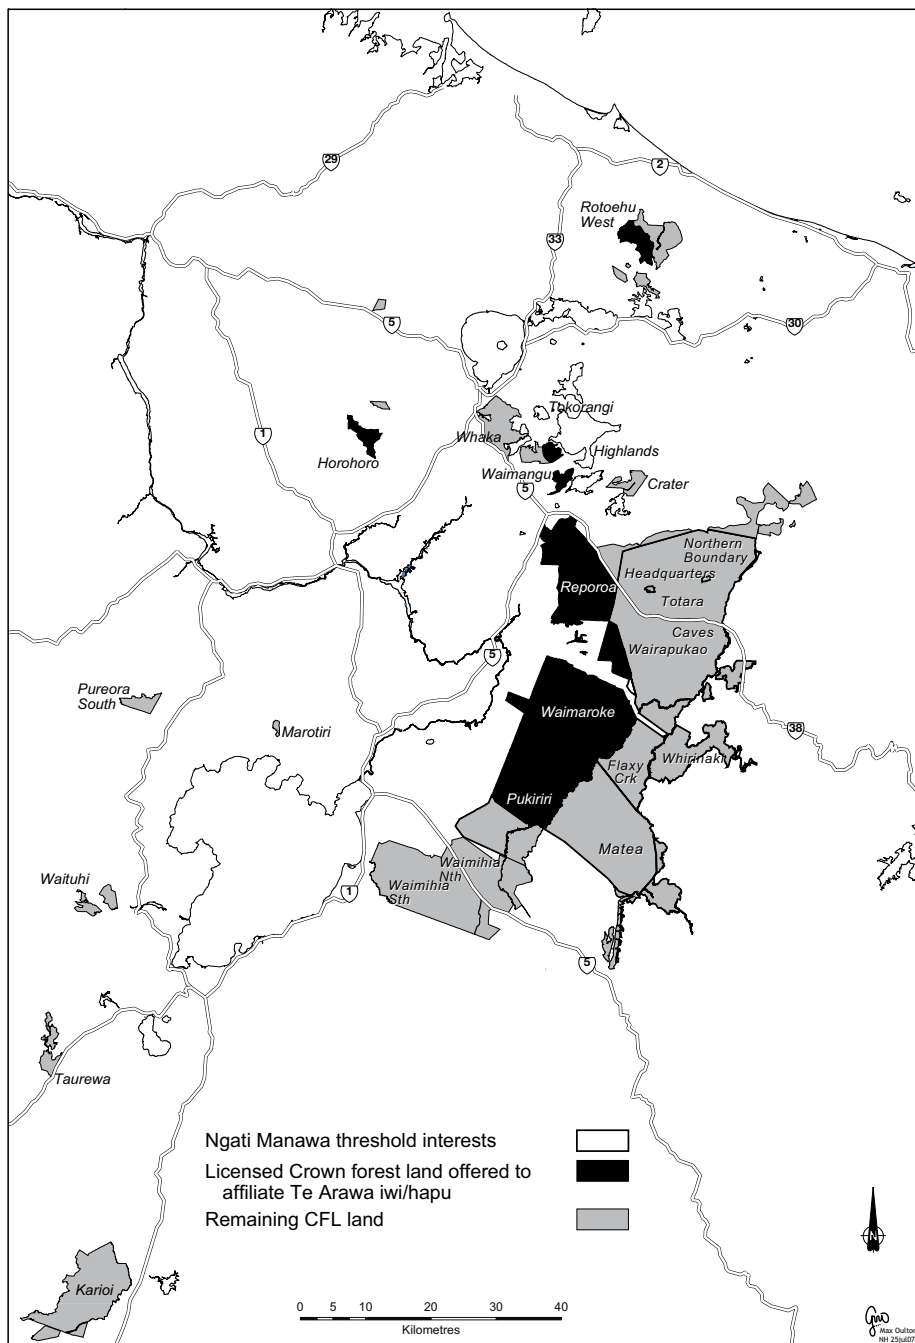 29
2
Rotoehu
West
33
5
30
Tokorangi
1
Whaka
Horohoro
Highlands
Waimangu
5
Crater
Northern
Boundary
Headquarters
Reporoa
Totara
Caves
Wairapukao
5
Pureora
South
Waimaroke
38
Marotiri
Whirinaki
Flaxy
Crk
Pukiriri
Matea
Waimihia
Nth
Waituhi
Waimihia
Sth
1
5
Taurewa
Ngati Manawa threshold interests
Licensed Crown forest land offered to
affiliate Te Arawa iwi/hapu
Remaining CFL land
N
Karioi
0 5 10 20 30 40
Kilometres
Max Oulton
NH 25jul07